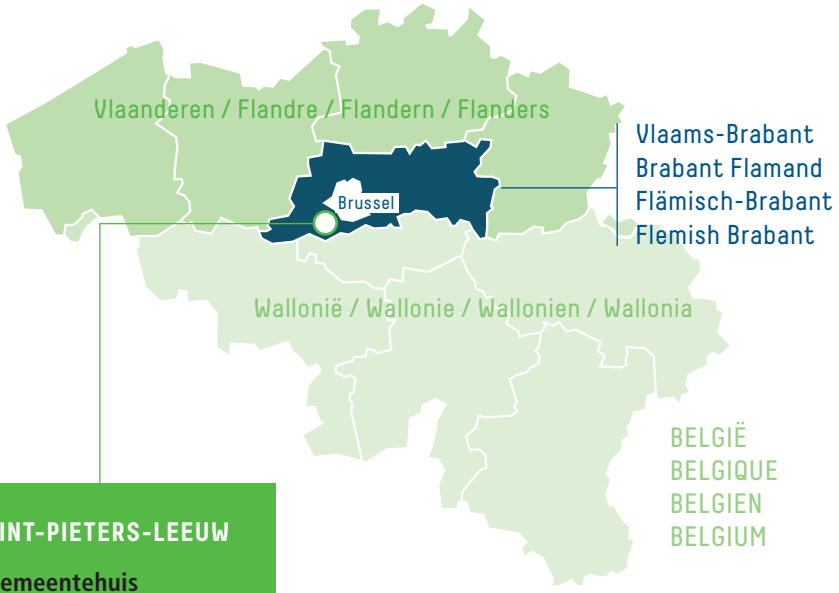 Vlaanderen / Flandre / Flandern / Flanders
Vlaams-Brabant
Brabant Flamand
Flämisch-Brabant
Flemish Brabant
Brussel
Wallonië / Wallonie / Wallonien / Wallonia
BELGIË
BELGIQUE
BELGIEN
BELGIUM
INT-PIETERS-LEEUW
emeentehuis